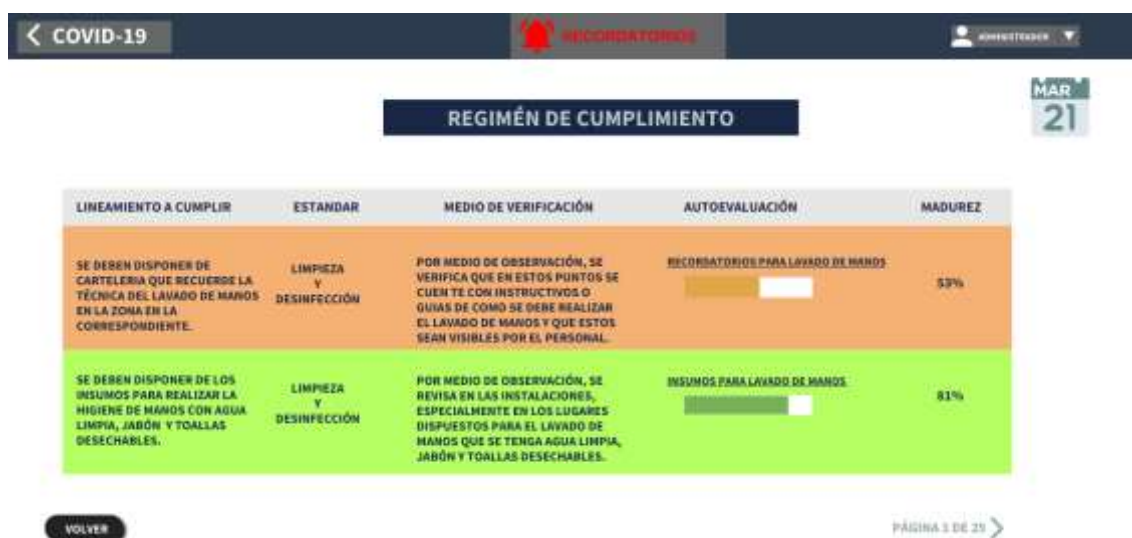 COVID-19
RECORDATORIOS
ADMINISTRADOR
MAR
21
REGIMÉN DE CUMPLIMIENTO
LINEAMIENTO A CUMPLIR
ESTANDAR
MEDIO DE VERIFICACIÓN
AUTOEVALUACIÓN
MADUREZ
SE DEBEN DISPONER DE
CARTELERIA QUE RECUERDE LA
TÉCNICA DEL LAVADO DE MANOS
EN LA ZONA EN LA
CORRESPONDIENTE.
LIMPIEZA
Y
DESINFECCIÓN
POR MEDIO DE OBSERVACIÓN, SE
VERIFICA QUE EN ESTOS PUNTOS SE
CUEN TE CON INSTRUCTIVOS O
GUIAS DE COMO SE DEBE REALIZAR
EL LAVADO DE MANOS Y QUE ESTOS
SEAN VISIBLES POR EL PERSONAL.
RECORDATORIOS PARA LAVADO DE MANOS
53%
SE DEBEN DISPONER DE LOS
INSUMOS PARA REALIZAR LA
HIGIENE DE MANOS CON AGUA
LIMPIA, JABÓN Y TOALLAS
DESECHABLES.
LIMPIEZA
Y
DESINFECCIÓN
POR MEDIO DE OBSERVACIÓN, SE
REVISA EN LAS INSTALACIONES,
ESPECIALMENTE EN LOS LUGARES
DISPUESTOS PARA EL LAVADO DE
MANOS QUE SE TENGA AGUA LIMPIA,
JABÓN Y TOALLAS DESECHABLES.
INSUMOS PARA LAVADO DE MANOS
81%
VOLVER
PÁGINA 1 DE 25